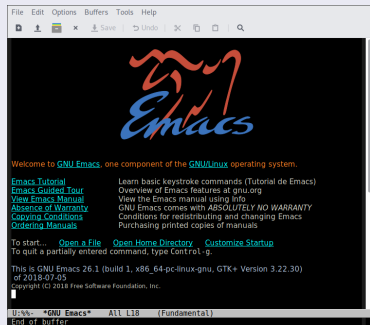 File Edit Options Buffers Tools Help
Save Undo
Emacs
Welcome to GNU Emacs, one component of the GNU/Linux operating system.
Emacs Tutorial Learn basic keystroke commands (Tutorial de Emacs)
Emacs Guided Tour Overview of Emacs features at gnu.org
View Emacs Manual View the Emacs manual using Info
Absence of Warranty GNU Emacs comes with ABSOLUTELY NO WARRANTY
Copying Conditions Conditions for redistributing and changing Emacs
Ordering Manuals Purchasing printed copies of manuals
To start... Open a File Open Home Directory Customize Startup
To quit a partially entered command, type Control-g.
This is GNU Emacs 26.1 (build 1, x86_64-pc-linux-gnu, GTK+ Version 3.22.30)
of 2018-07-05
Copyright (C) 2018 Free Software Foundation, Inc.
U:%%- *GNU Emacs* All L18 (Fundamental)
End of buffer